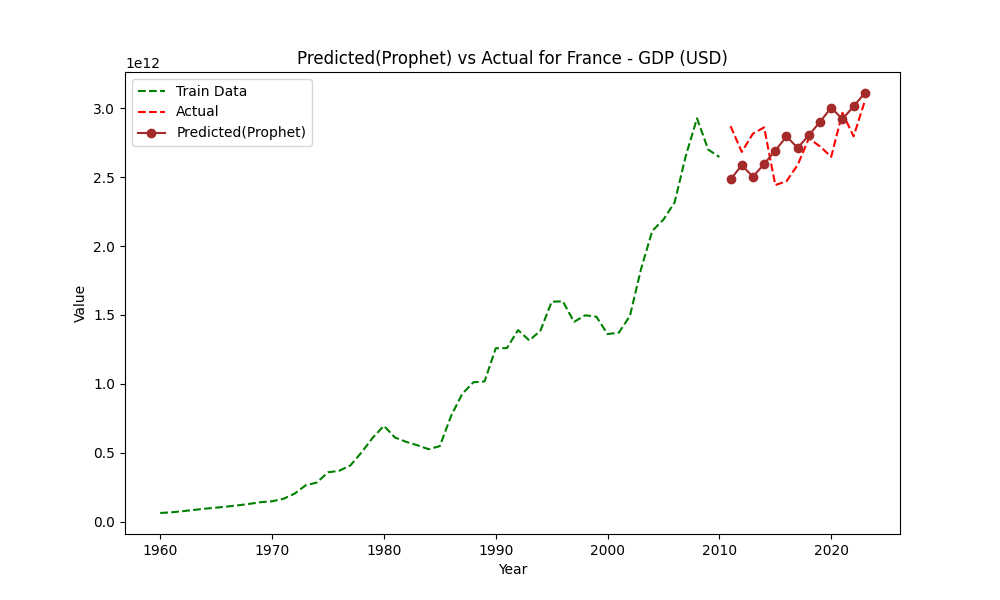 Predicted(Prophet) vs Actual for France - GDP (USD)
1e12
Train Data
Actual
Predicted(Prophet)
3.0
2.5
2.0
1.5
1.0
0.5
0.0
Value
1960 1970 1980 1990 2000 2010 2020
Year